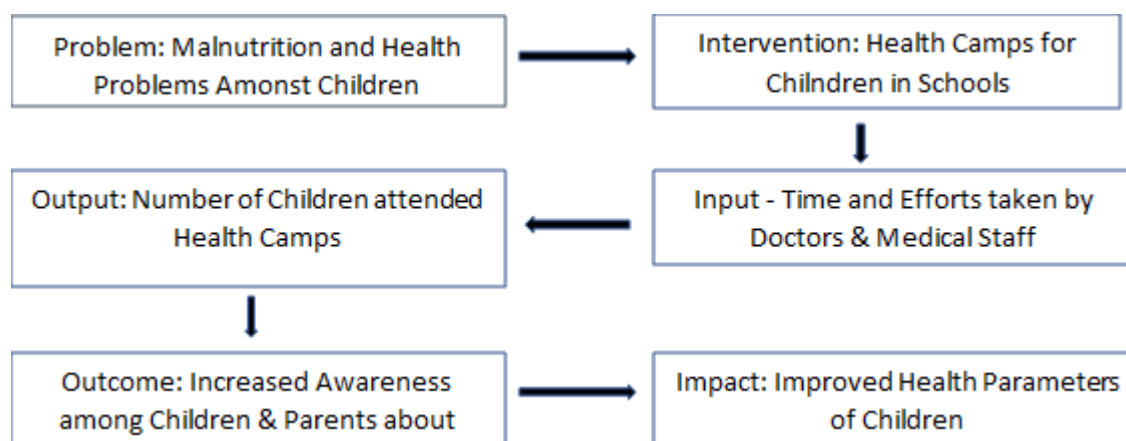 Problem: Malnutrition and Health
Problems Amonst Children
Intervention: Health Camps for
Chilndren in Schools
Input - Time and Efforts taken by
Doctors & Medical Staff
Output: Number of Children attended
Health Camps
Outcome: Increased Awareness
among Children & Parents about
Impact: Improved Health Parameters
of Children